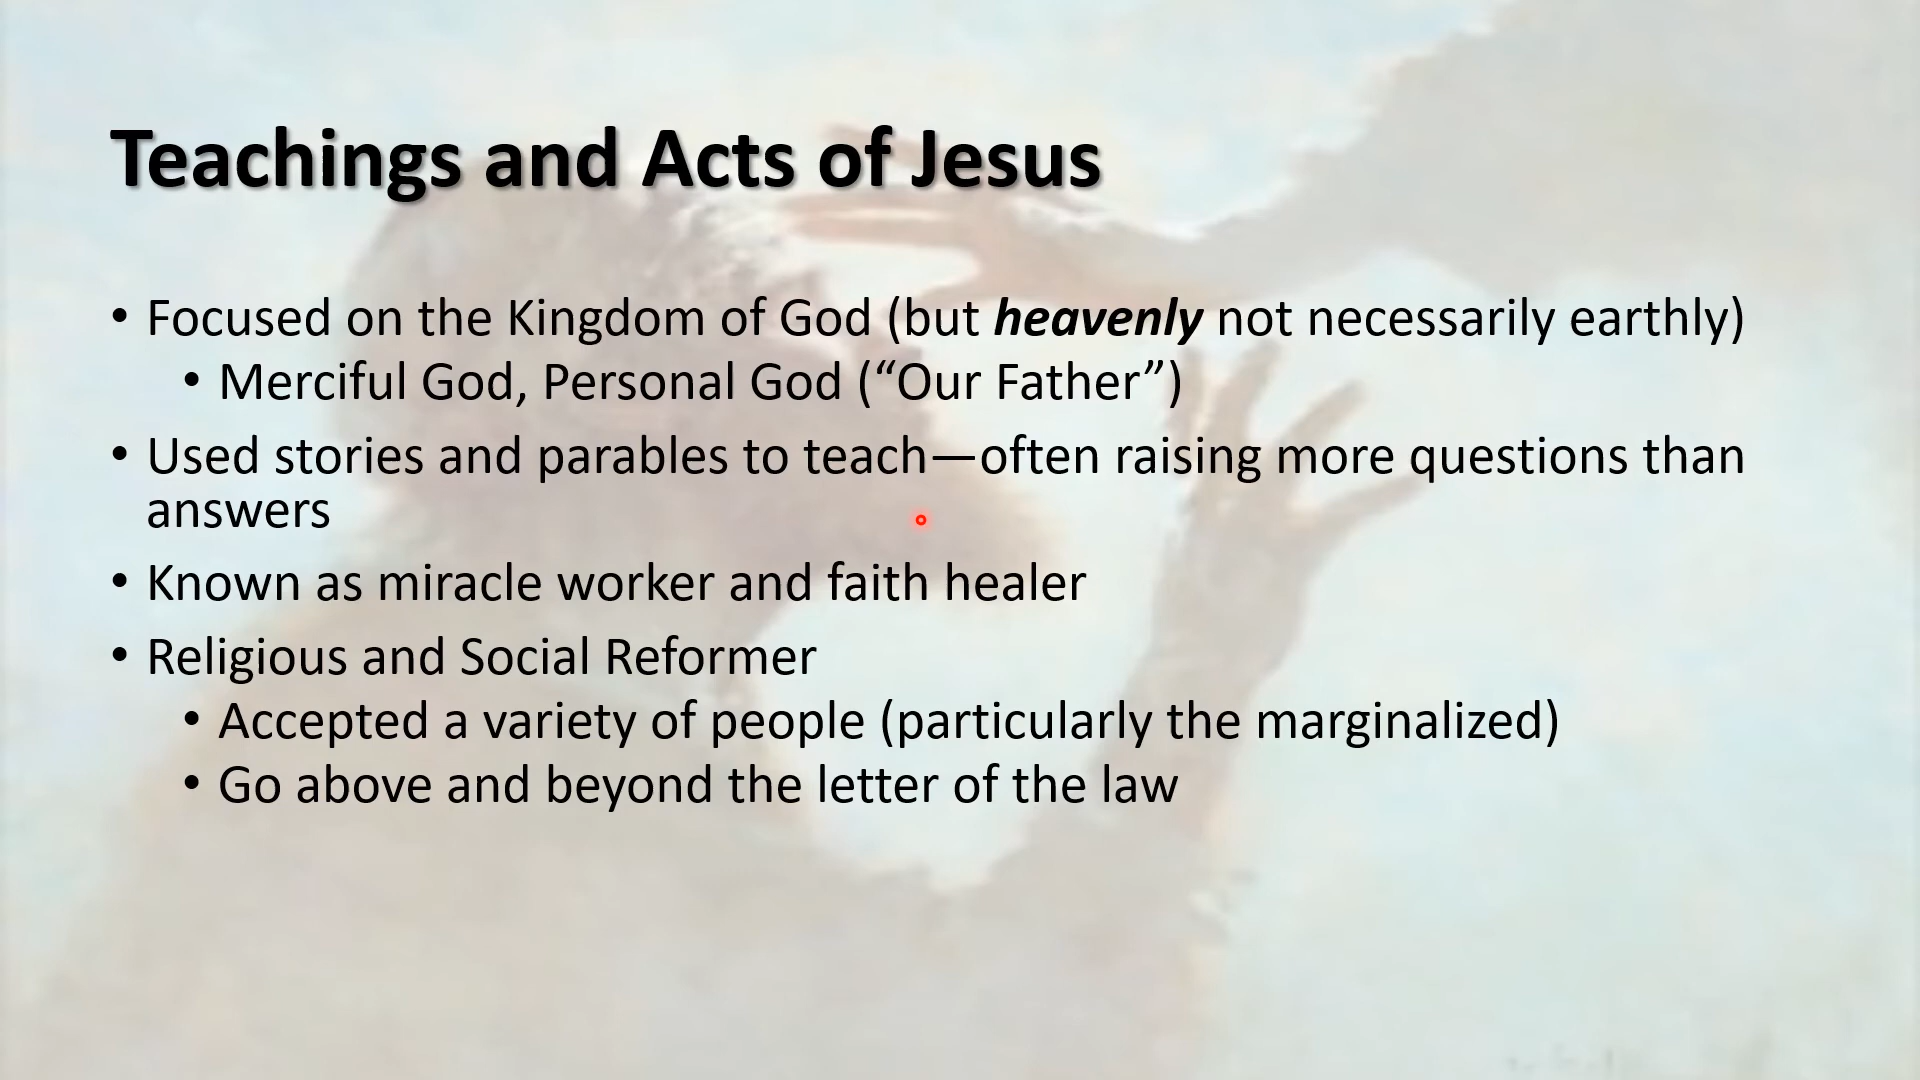 Teachings and Acts of Jesus
• Focused on the Kingdom of God (but heavenly not necessarily earthly)
• Merciful God, Personal God (“Our Father”)
• Used stories and parables to teach—often raising more questions than
answers
• Known as miracle worker and faith healer
• Religious and Social Reformer
• Accepted a variety of people (particularly the marginalized)
• Go above and beyond the letter of the law